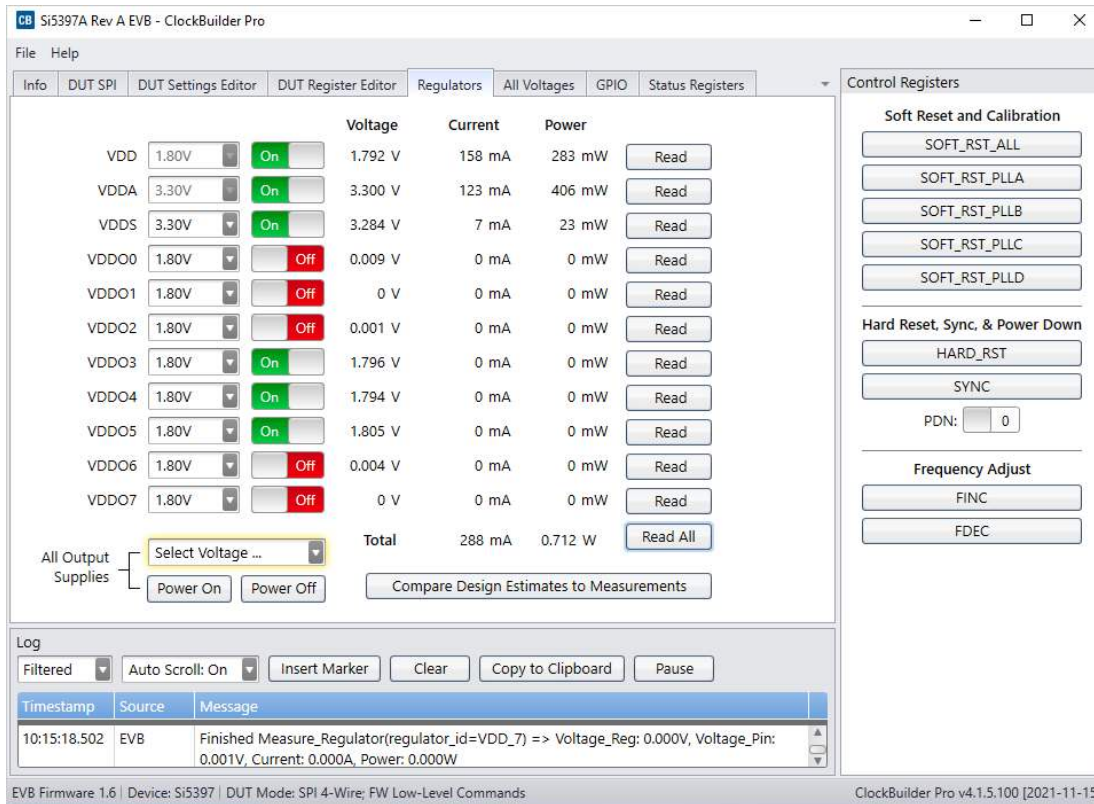 CB Si5397A Rev A EVB - ClockBuilder Pro
File Help
Info DUT SPI DUT Settings Editor DUT Register Editor Regulators All Voltages GPIO Status Registers
Voltage Current Power
VDD 1.80V On 1.792 V 158 mA 283 mW Read
VDDA 3.30V On 3.300 V 123 mA 406 mW Read
VDDS 3.30V On 3.284 V 7 mA 23 mW Read
VDDO0 1.80V Off 0.009 V 0 mA 0 mW Read
VDDO1 1.80V Off 0 V 0 mA 0 mW Read
VDDO2 1.80V Off 0.001 V 0 mA 0 mW Read
VDDO3 1.80V On 1.796 V 0 mA 0 mW Read
VDDO4 1.80V On 1.794 V 0 mA 0 mW Read
VDDO5 1.80V On 1.805 V 0 mA 0 mW Read
VDDO6 1.80V Off 0.004 V 0 mA 0 mW Read
VDDO7 1.80V Off 0 V 0 mA 0 mW Read
Total 288 mA 0.712 W Read All
All Output
Supplies
Select Voltage ...
Power On Power Off
Compare Design Estimates to Measurements
Control Registers
Soft Reset and Calibration
SOFT_RST_ALL
SOFT_RST_PLLA
SOFT_RST_PLLB
SOFT_RST_PLLC
SOFT_RST_PLLD
Hard Reset, Sync, & Power Down
HARD_RST
SYNC
PDN: 0
Frequency Adjust
FINC
FDEC
Log
Filtered Auto Scroll: On Insert Marker Clear Copy to Clipboard Pause
Timestamp Source Message
10:15:18.502 EVB Finished Measure_Regulator(regulator_id=VDD_7) => Voltage_Reg: 0.000V, Voltage_Pin:
0.001V, Current: 0.000A, Power: 0.000W
EVB Firmware 1.6 Device: Si5397 DUT Mode: SPI 4-Wire; FW Low-Level Commands ClockBuilder Pro v4.1.5.100 [2021-11-15